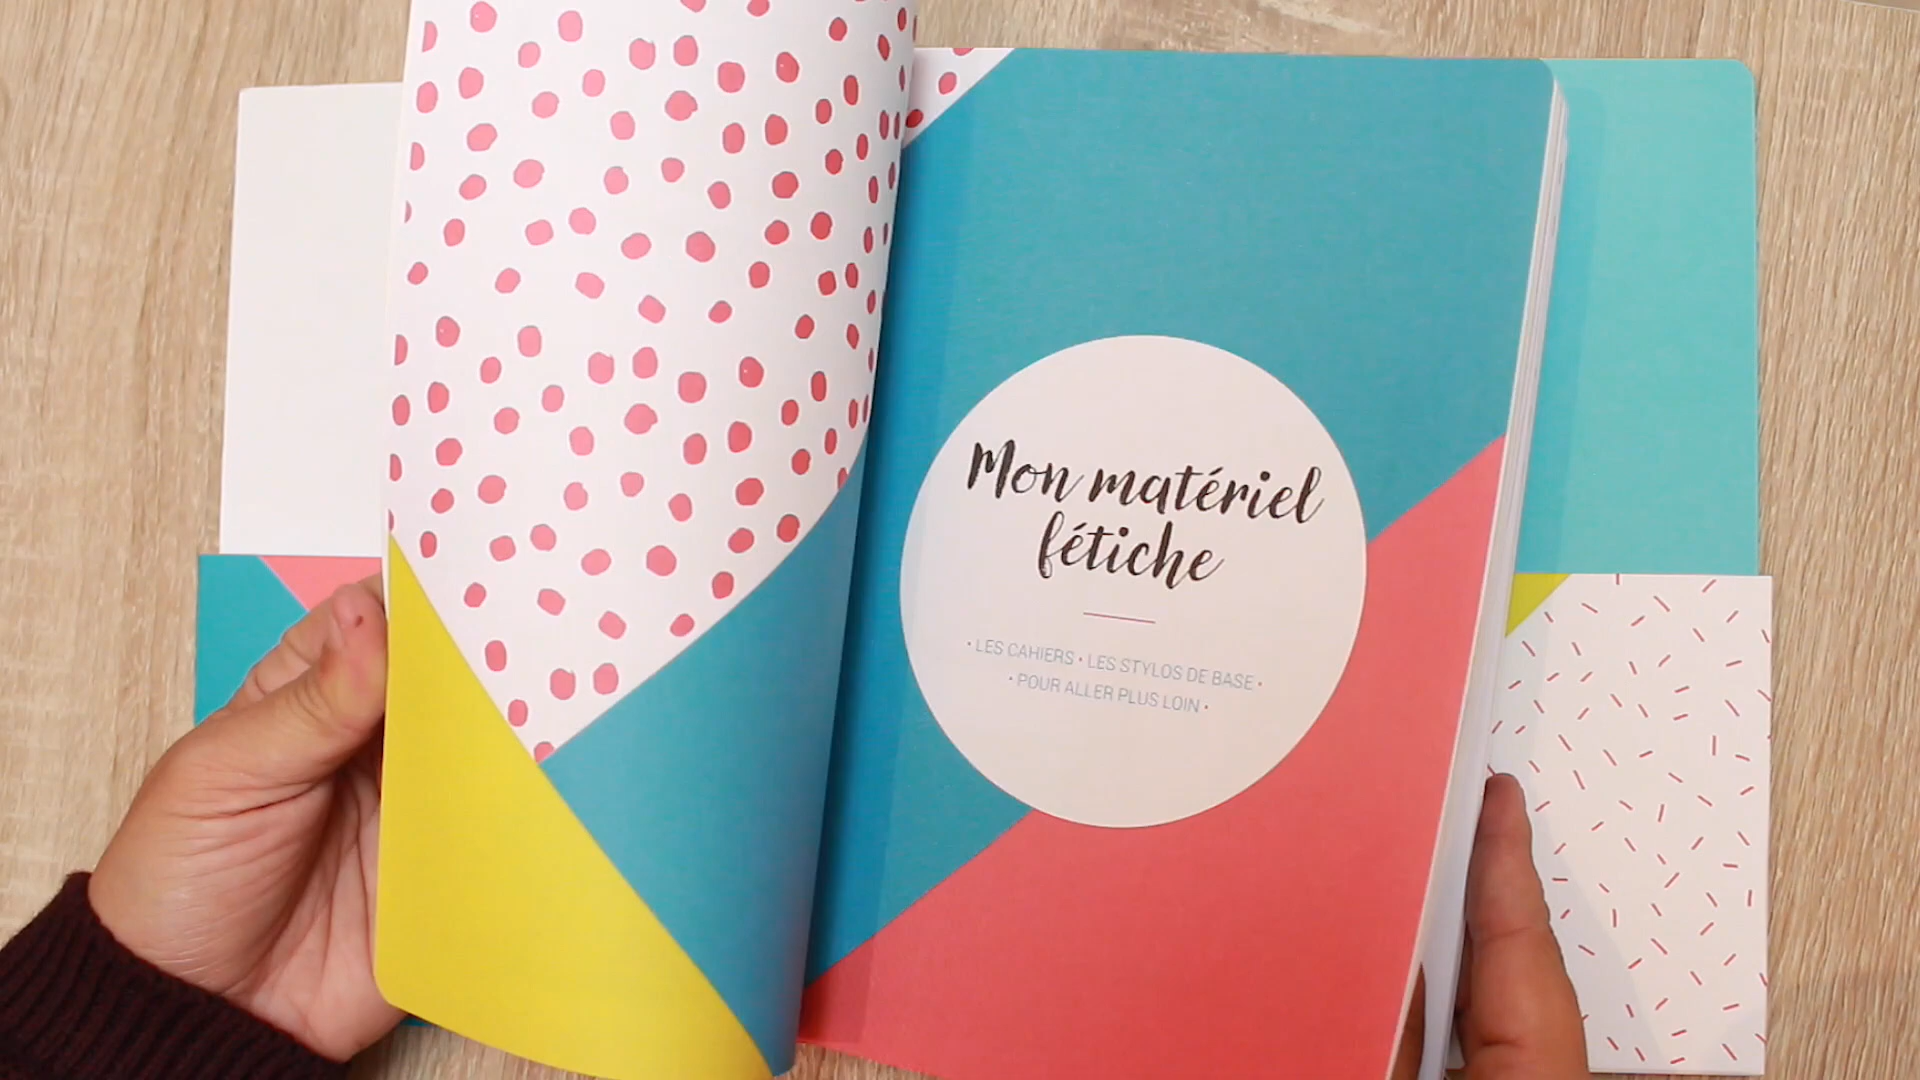 Mon matériel
fétiche
• LES CAHIERS • LES STYLOS DE BASE •
• POUR ALLER PLUS LOIN •